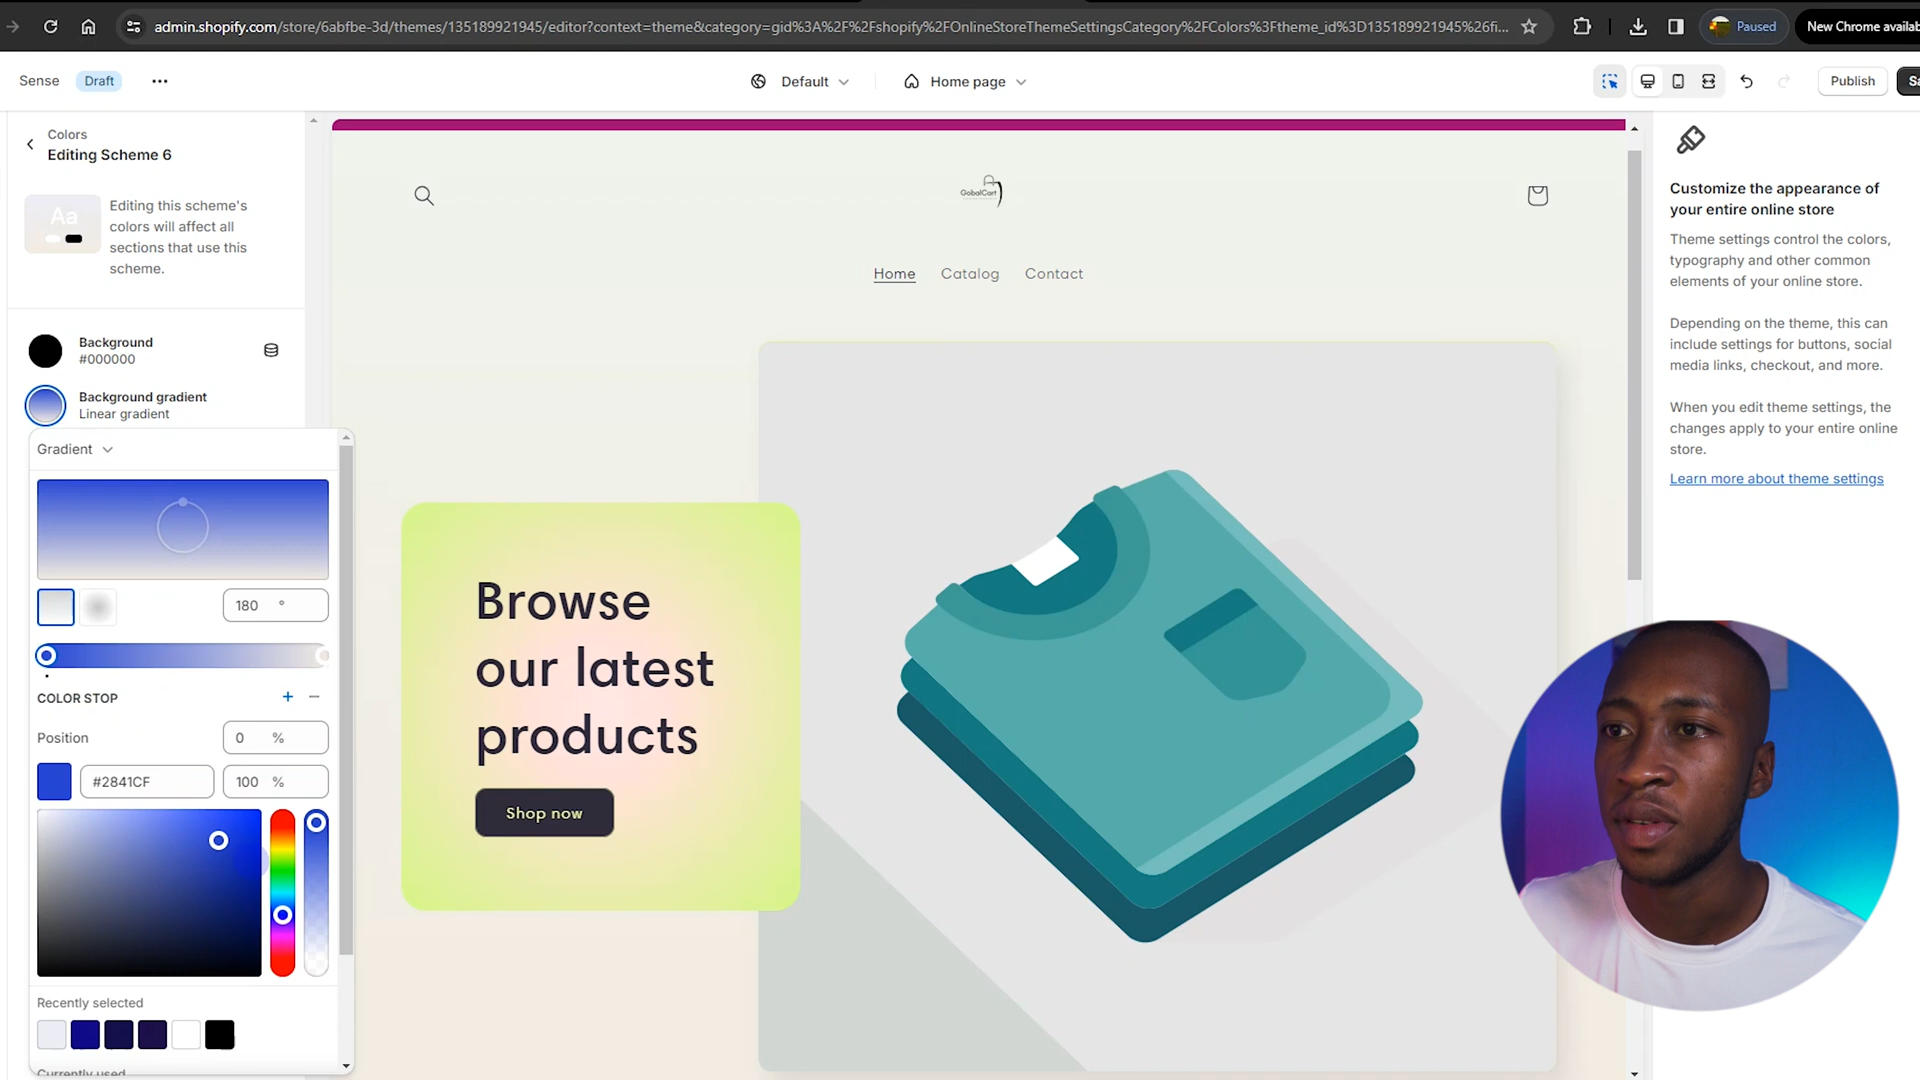 admin.shopify.com/store/6abfbe-3d/themes/135189921945/editor?context=theme&category=gid%3A%2F%2Fshopify%2FOnlineStoreThemeSettingsCategory%2FColors%3Ftheme_id%3D135189921945%26fi...
Paused
New Chrome availab
Sense
Draft
Default
Home page
Publish
Sa
Colors
Editing Scheme 6
Aa
Editing this scheme's
colors will affect all
sections that use this
scheme.
Background
#000000
Background gradient
Linear gradient
Gradient
180 °
COLOR STOP
Position
0 %
#2841CF
100 %
Recently selected
Currently used
GobalCart
Home
Catalog
Contact
Browse
our latest
products
Shop now
Customize the appearance of
your entire online store
Theme settings control the colors,
typography and other common
elements of your online store.
Depending on the theme, this can
include settings for buttons, social
media links, checkout, and more.
When you edit theme settings, the
changes apply to your entire online
store.
Learn more about theme settings